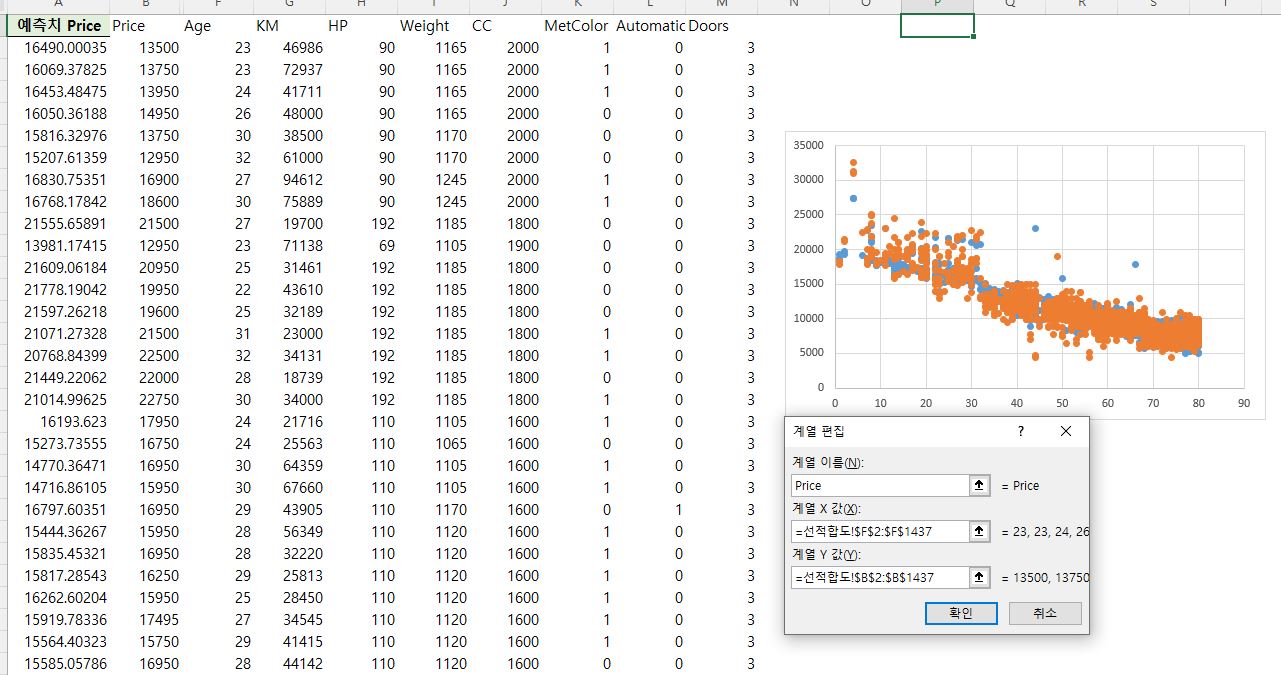 A B F G H I J K L M N O P Q R S T
예측치 Price Price Age KM HP Weight CC MetColor Automatic Doors
16490.00035 13500 23 46986 90 1165 2000 1 0 3
16069.37825 13750 23 72937 90 1165 2000 1 0 3
16453.48475 13950 24 41711 90 1165 2000 1 0 3
16050.36188 14950 26 48000 90 1165 2000 0 0 3
15816.32976 13750 30 38500 90 1170 2000 0 0 3
15207.61359 12950 32 61000 90 1170 2000 0 0 3
16830.75351 16900 27 94612 90 1245 2000 1 0 3
16768.17842 18600 30 75889 90 1245 2000 1 0 3
21555.65891 21500 27 19700 192 1185 1800 0 0 3
13981.17415 12950 23 71138 69 1105 1900 0 0 3
21609.06184 20950 25 31461 192 1185 1800 0 0 3
21778.19042 19950 22 43610 192 1185 1800 0 0 3
21597.26218 19600 25 32189 192 1185 1800 0 0 3
21071.27328 21500 31 23000 192 1185 1800 1 0 3
20768.84399 22500 32 34131 192 1185 1800 1 0 3
21449.22062 22000 28 18739 192 1185 1800 0 0 3
21014.99625 22750 30 34000 192 1185 1800 1 0 3
16193.623 17950 24 21716 110 1105 1600 1 0 3
15273.73555 16750 24 25563 110 1065 1600 0 0 3
14770.36471 16950 30 64359 110 1105 1600 1 0 3
14716.86105 15950 30 67660 110 1105 1600 1 0 3
16797.60351 16950 29 43905 110 1170 1600 0 1 3
15444.36267 15950 28 56349 110 1120 1600 1 0 3
15835.45321 16950 28 32220 110 1120 1600 1 0 3
15817.28543 16250 29 25813 110 1120 1600 1 0 3
16262.60204 15950 25 28450 110 1120 1600 1 0 3
15919.78336 17495 27 34545 110 1120 1600 1 0 3
15564.40323 15750 29 41415 110 1120 1600 1 0 3
15585.05786 16950 28 44142 110 1120 1600 0 0 3
35000
30000
25000
20000
15000
10000
5000
0
0 10 20 30 40 50 60 70 80 90
계열 편집 ?
계열 이름(N):
Price = Price
계열 X 값(X):
=선적합도!$F$2:$F$1437 = 23, 23, 24, 26
계열 Y 값(Y):
=선적합도!$B$2:$B$1437 = 13500, 13750
확인 취소